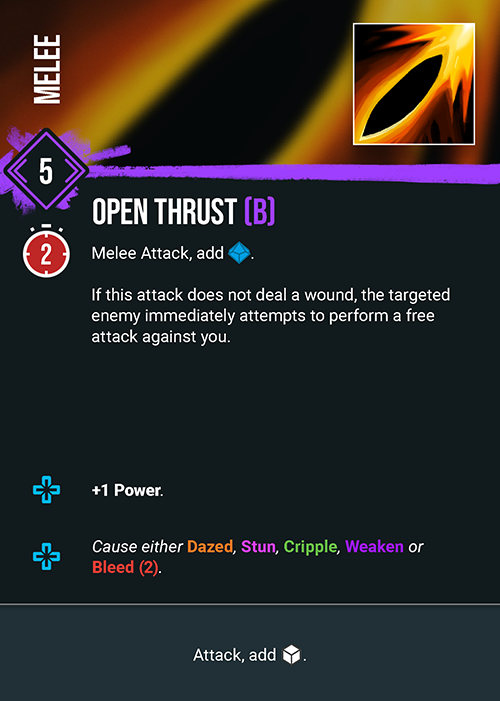 MELEE
5
OPEN THRUST (B)
2
Melee Attack, add .
If this attack does not deal a wound, the targeted
enemy immediately attempts to perform a free
attack against you.
+1 Power.
Cause either Dazed, Stun, Cripple, Weaken or
Bleed (2).
Attack, add .